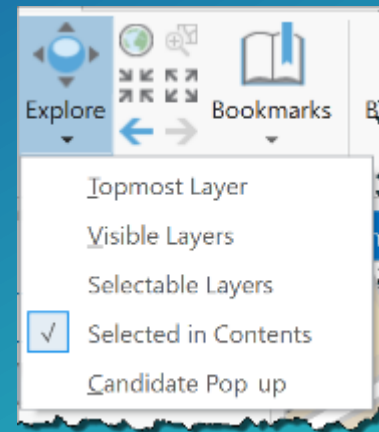 Explore
Bookmarks
Topmost Layer
Visible Layers
Selectable Layers
√ Selected in Contents
Candidate Pop up